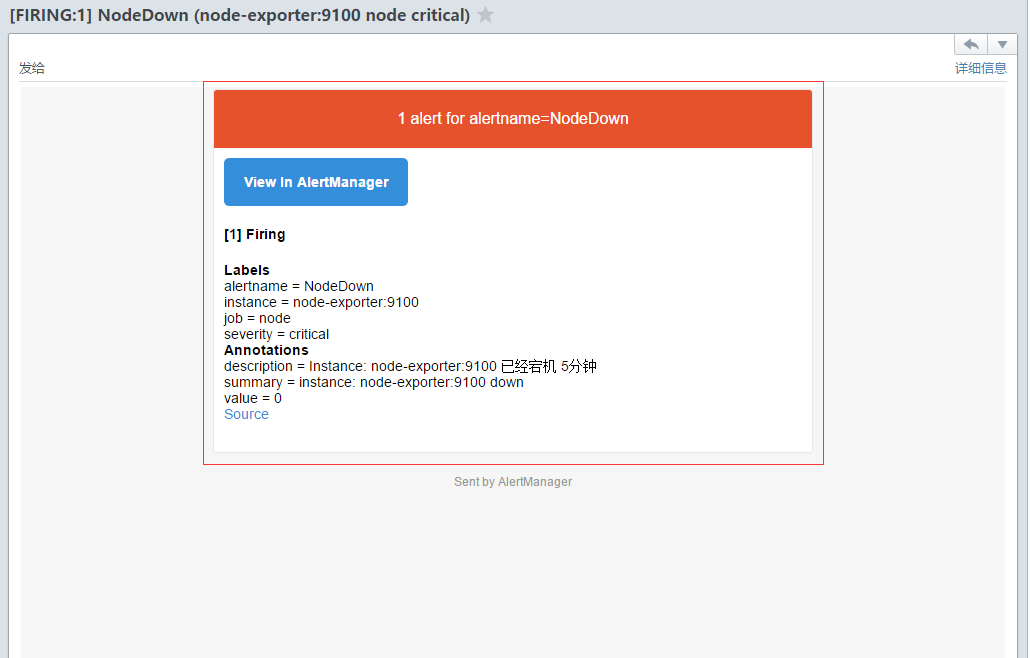 [FIRING:1] NodeDown (node-exporter:9100 node critical)
发给
详细信息
1 alert for alertname=NodeDown
View In AlertManager
[1] Firing
Labels
alertname = NodeDown
instance = node-exporter:9100
job = node
severity = critical
Annotations
description = Instance: node-exporter:9100 已经宕机 5分钟
summary = instance: node-exporter:9100 down
value = 0
Source
Sent by AlertManager